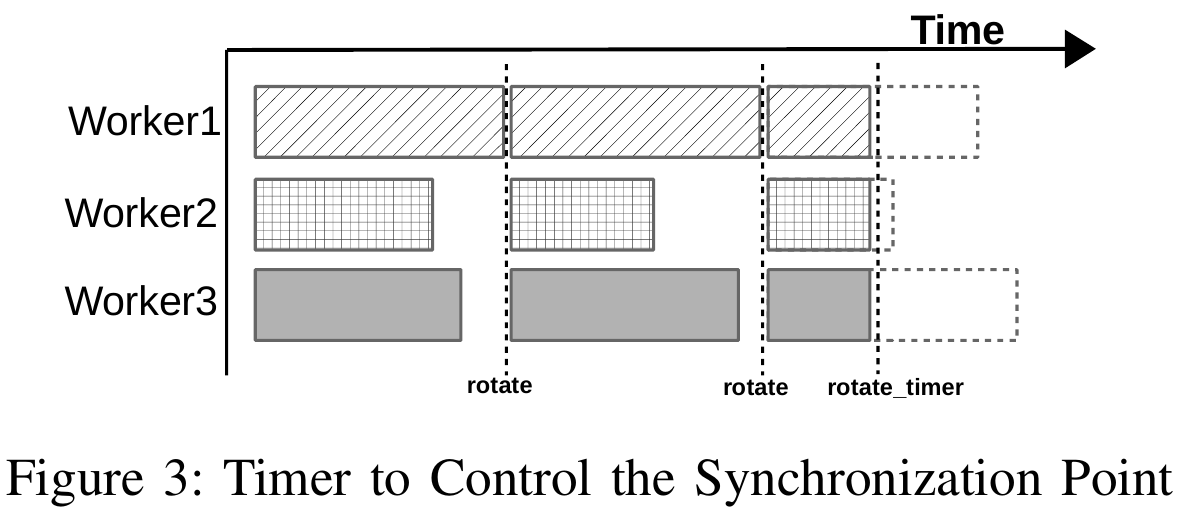 Time
Worker1
Worker2
Worker3
rotate rotate rotate_timer
Figure 3: Timer to Control the Synchronization Point